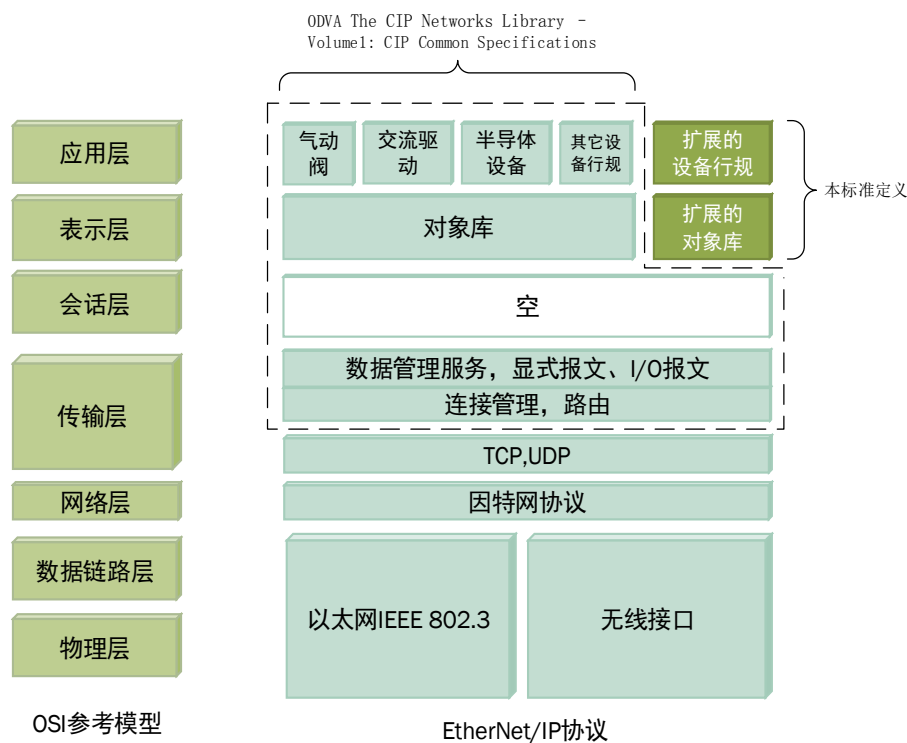 ODVA The CIP Networks Library –
Volume1: CIP Common Specifications
应用层
气动
阀
交流驱
动
半导体
设备
其它设
备行规
扩展的
设备行规
本标准定义
表示层
对象库
扩展的
对象库
会话层
空
传输层
数据管理服务，显式报文、I/O报文
连接管理，路由
TCP,UDP
网络层
因特网协议
数据链路层
以太网IEEE 802.3
无线接口
物理层
OSI参考模型
EtherNet/IP协议